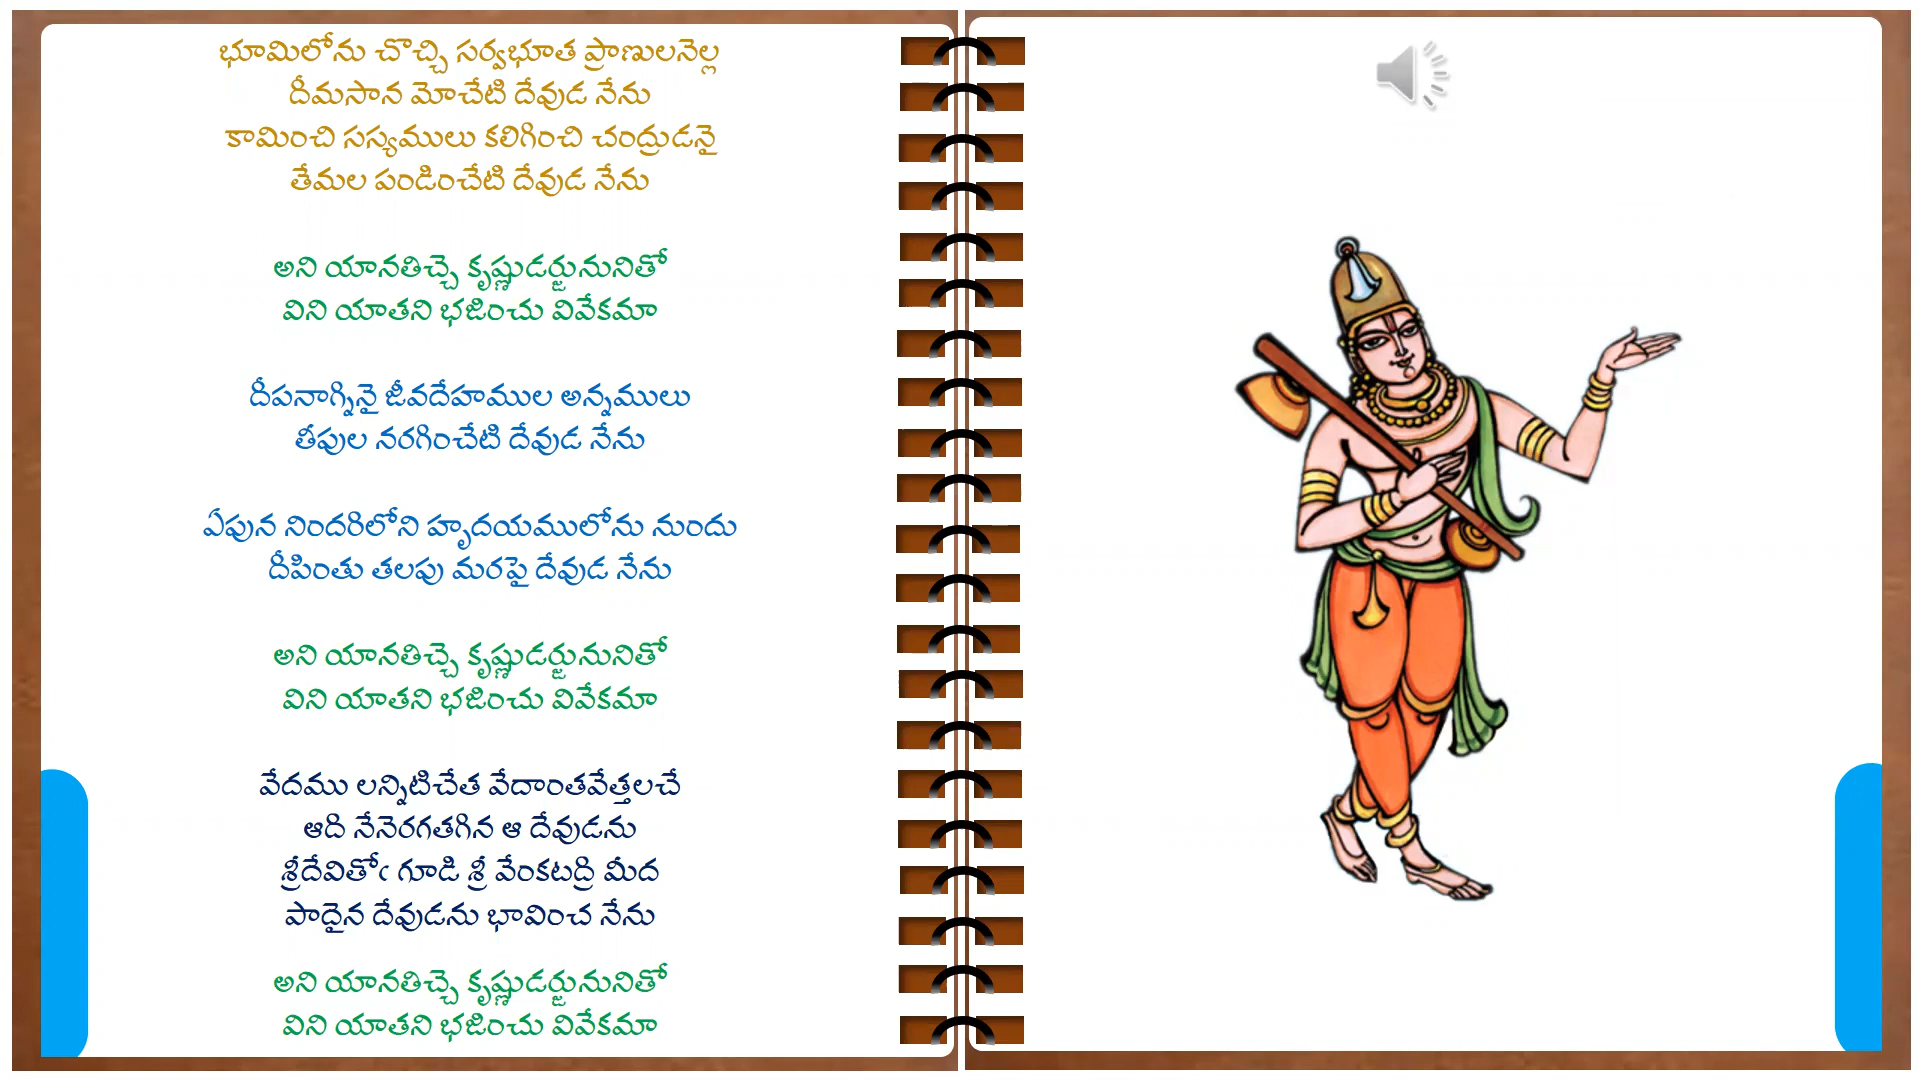 భూమిలోను చొచ్చి సర్వభూత ప్రాణులనెల్ల
దీమసాన మోచేటి దేవుడ నేను
కామించి సస్యములు కలిగించి చంద్రుడనై
తేమల పండించేటి దేవుడ నేను
అని యానతిచ్చె కృష్ణుడర్జునునితో
విని యాతని భజించు వివేకమా
దీపనాగ్నినై జీవదేహముల అన్నములు
తీపుల నరగించేటి దేవుడ నేను
ఏపున నిందరిలోని హృదయములోను నుందు
దీపింతు తలపు మరపై దేవుడ నేను
అని యానతిచ్చె కృష్ణుడర్జునునితో
విని యాతని భజించు వివేకమా
వేదము లన్నిటిచేత వేదాంతవేత్తలచే
ఆది నేనెరగతగిన ఆ దేవుడను
శ్రీదేవితోఁ గూడి శ్రీ వేంకటద్రి మీద
పాదైన దేవుడను భావించ నేను
అని యానతిచ్చె కృష్ణుడర్జునునితో
విని యాతని భజించు వివేకమా